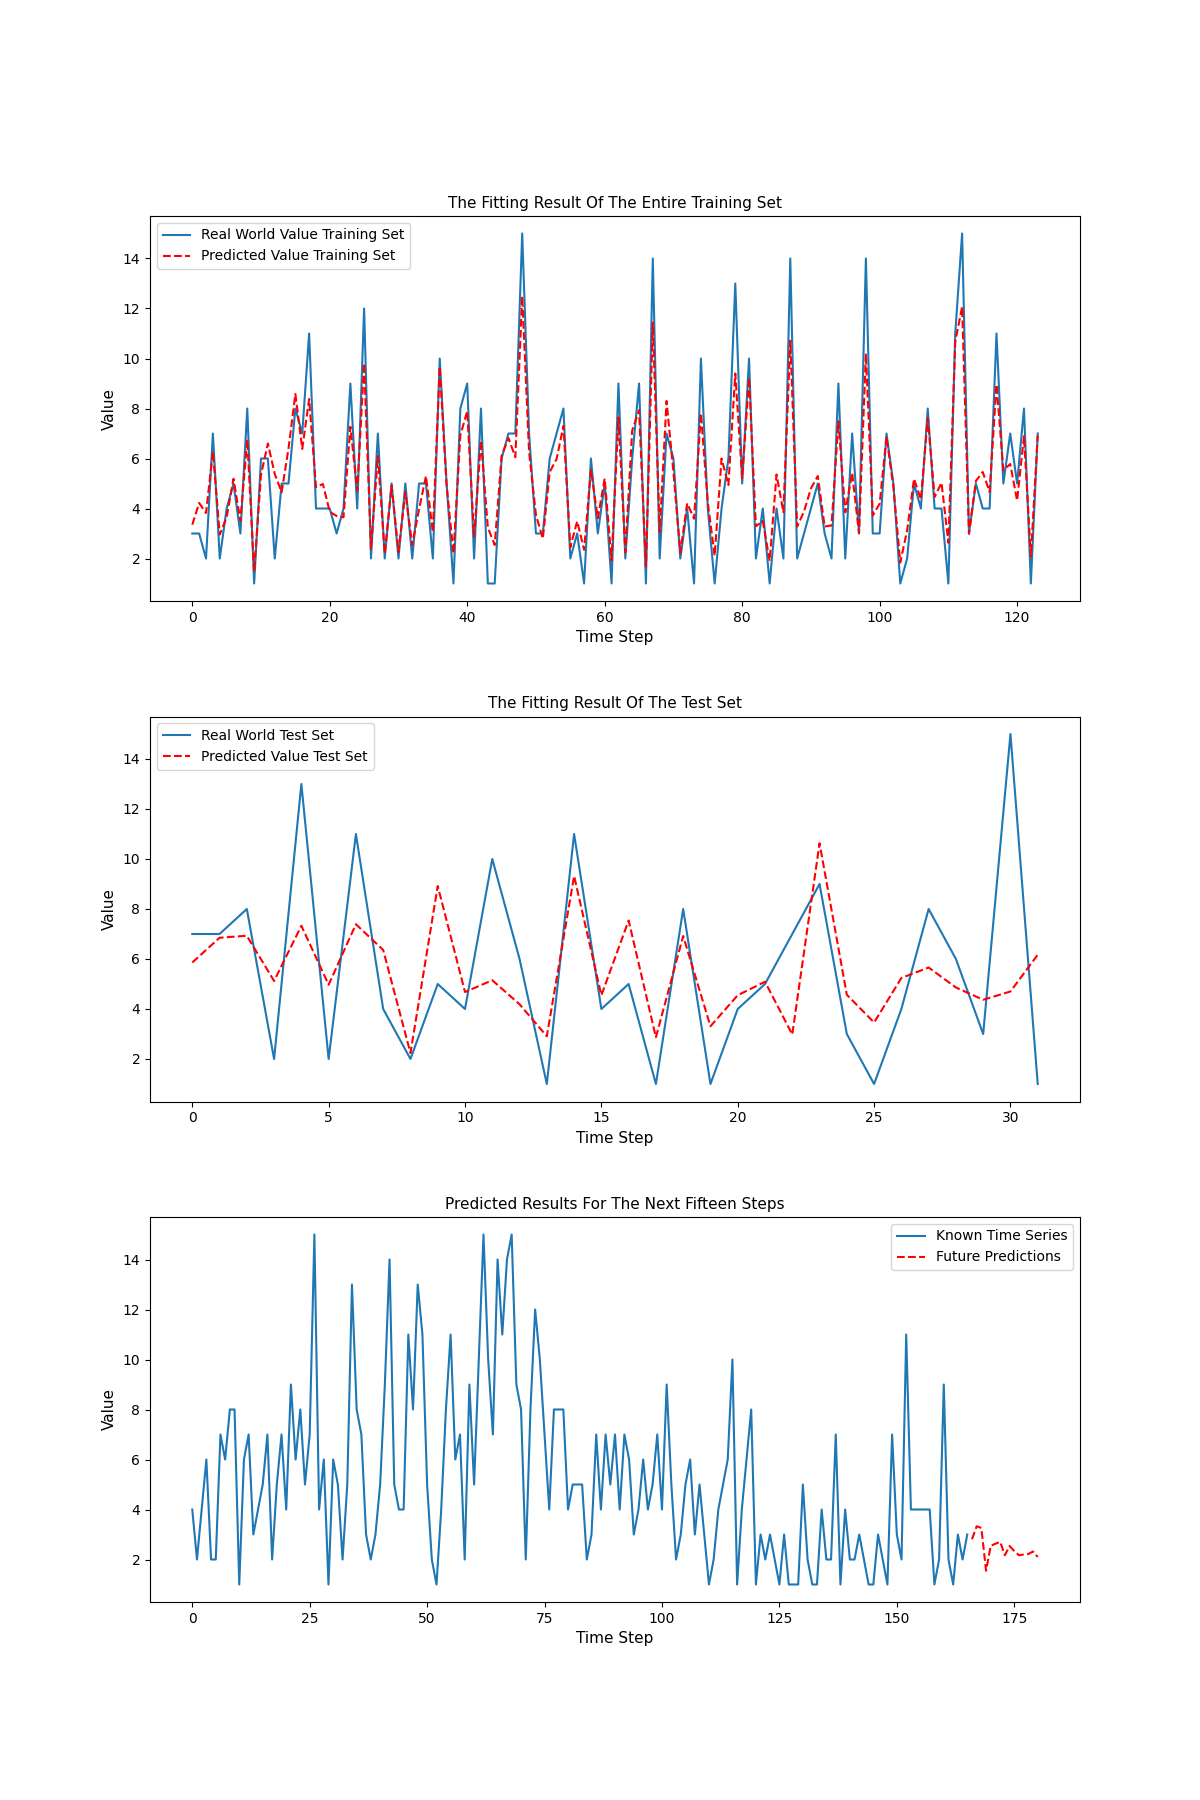 The Fitting Result Of The Entire Training Set
Real World Value Training Set
Predicted Value Training Set
14
12
10
8
6
4
2
Value
0 20 40 60 80 100 120
Time Step
The Fitting Result Of The Test Set
Real World Test Set
Predicted Value Test Set
14
12
10
8
6
4
2
Value
0 5 10 15 20 25 30
Time Step
Predicted Results For The Next Fifteen Steps
Known Time Series
Future Predictions
14
12
10
8
6
4
2
Value
0 25 50 75 100 125 150 175
Time Step